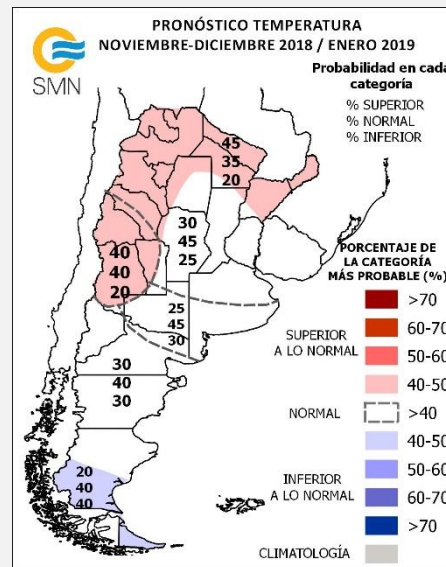 PRONÓSTICO TEMPERATURA
NOVIEMBRE-DICIEMBRE 2018 / ENERO 2019
SMN
Probabilidad en cada
categoría
% SUPERIOR
% NORMAL
% INFERIOR
45
35
20
30
45
25
40
40
20
25
45
30
30
40
30
20
40
40
PORCENTAJE DE
LA CATEGORÍA
MÁS PROBABLE (%)
SUPERIOR
A LO NORMAL
>70
60-70
50-60
40-50
NORMAL
>40
INFERIOR
A LO NORMAL
40-50
50-60
60-70
>70
CLIMATOLOGÍA